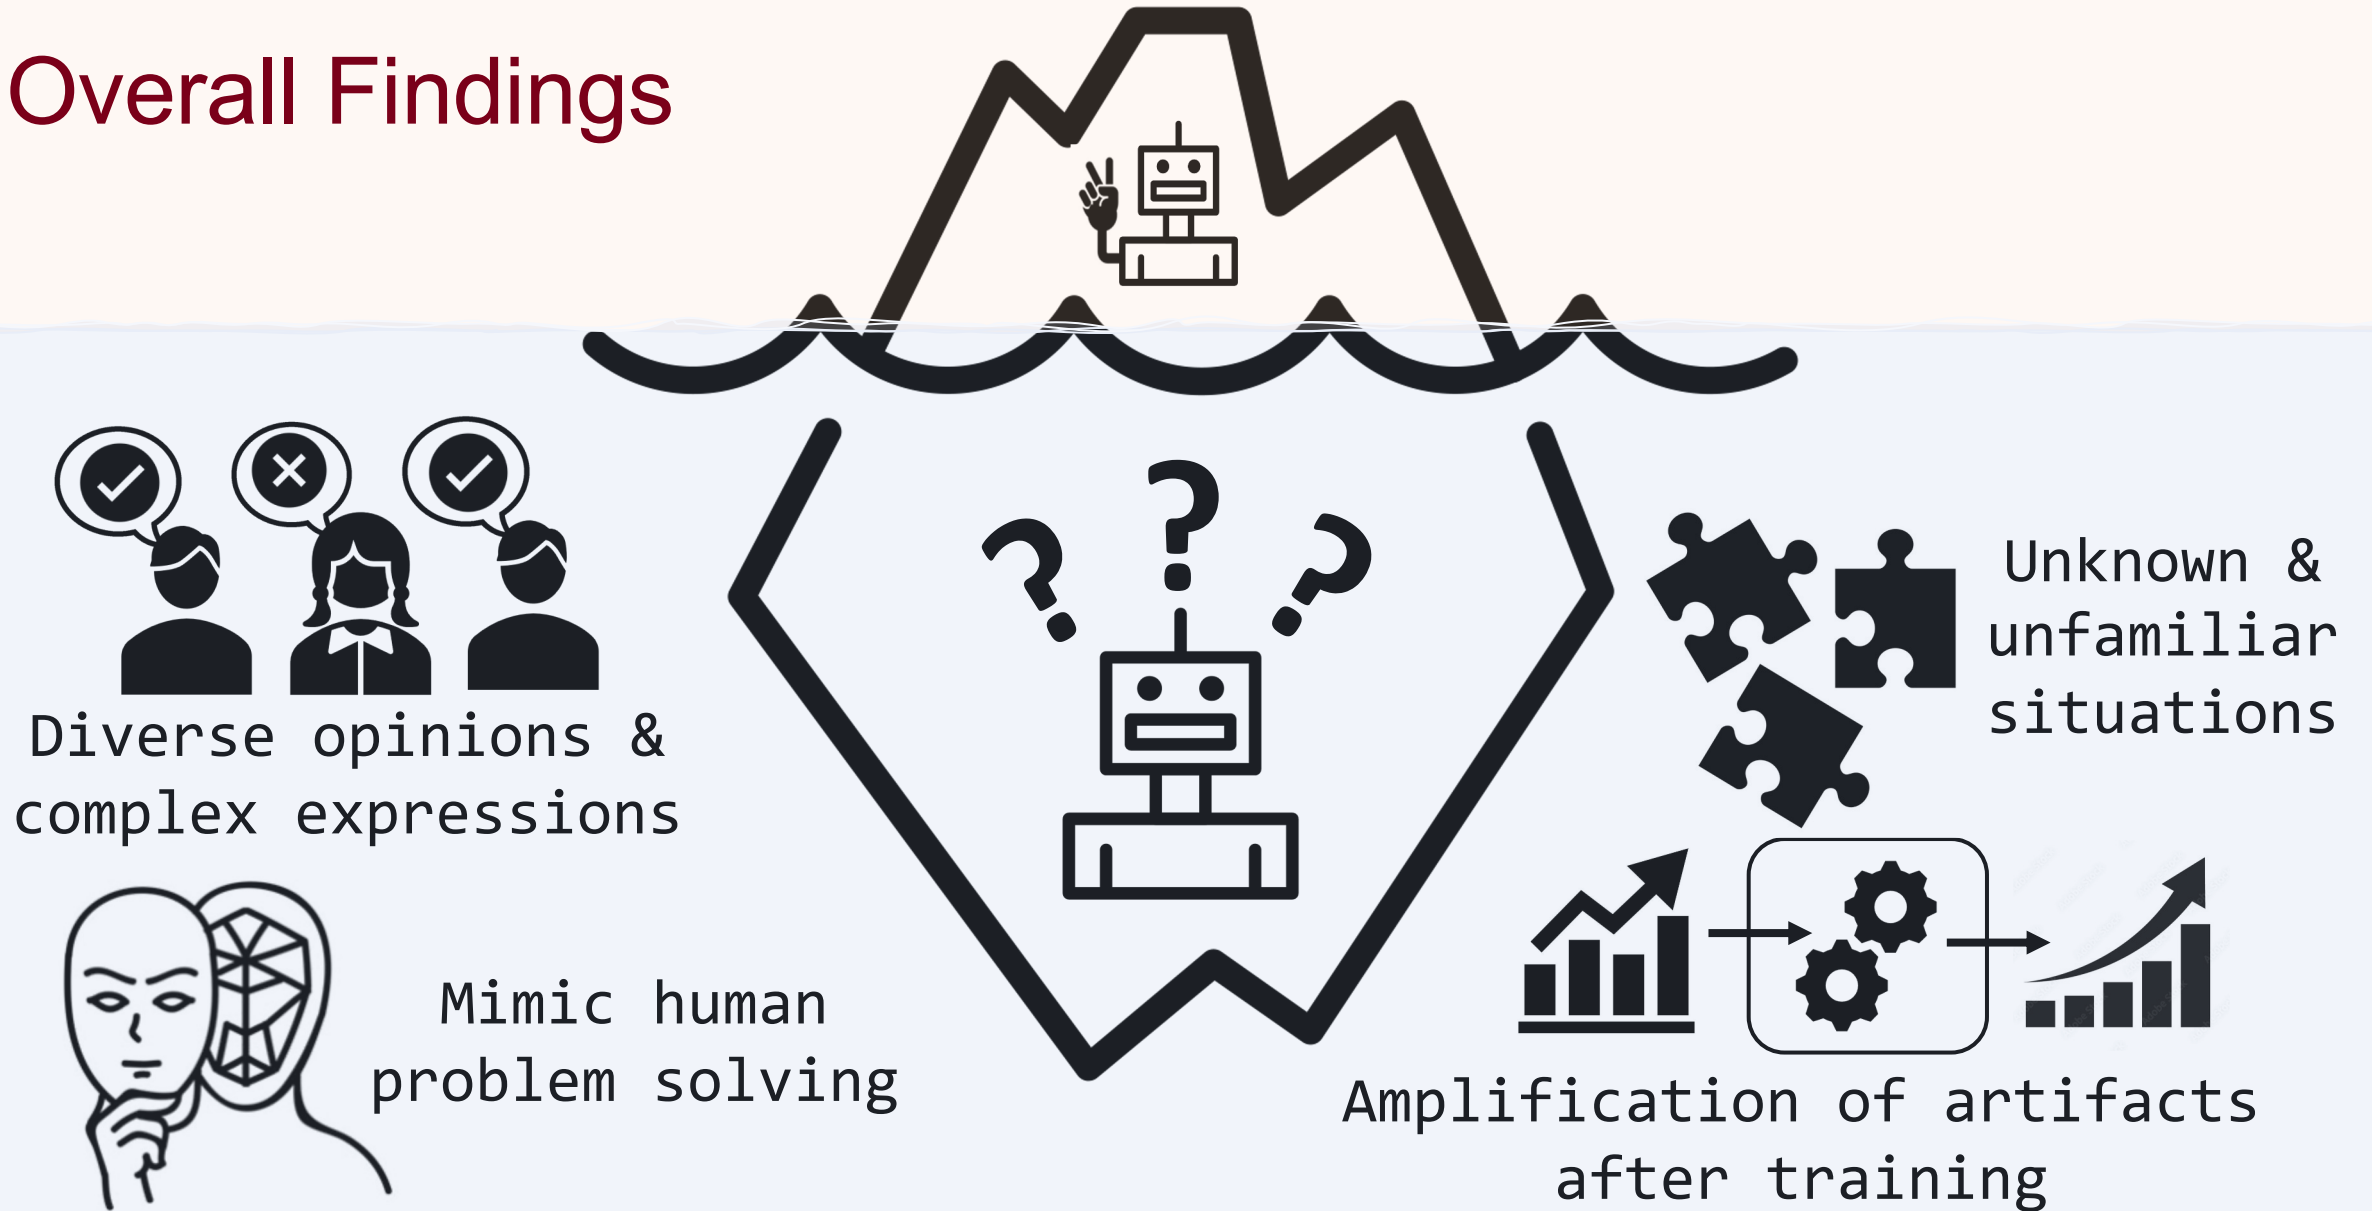 Overall Findings
? ? ?
Diverse opinions &
complex expressions
Unknown &
unfamiliar
situations
Mimic human
problem solving
Amplification of artifacts
after training